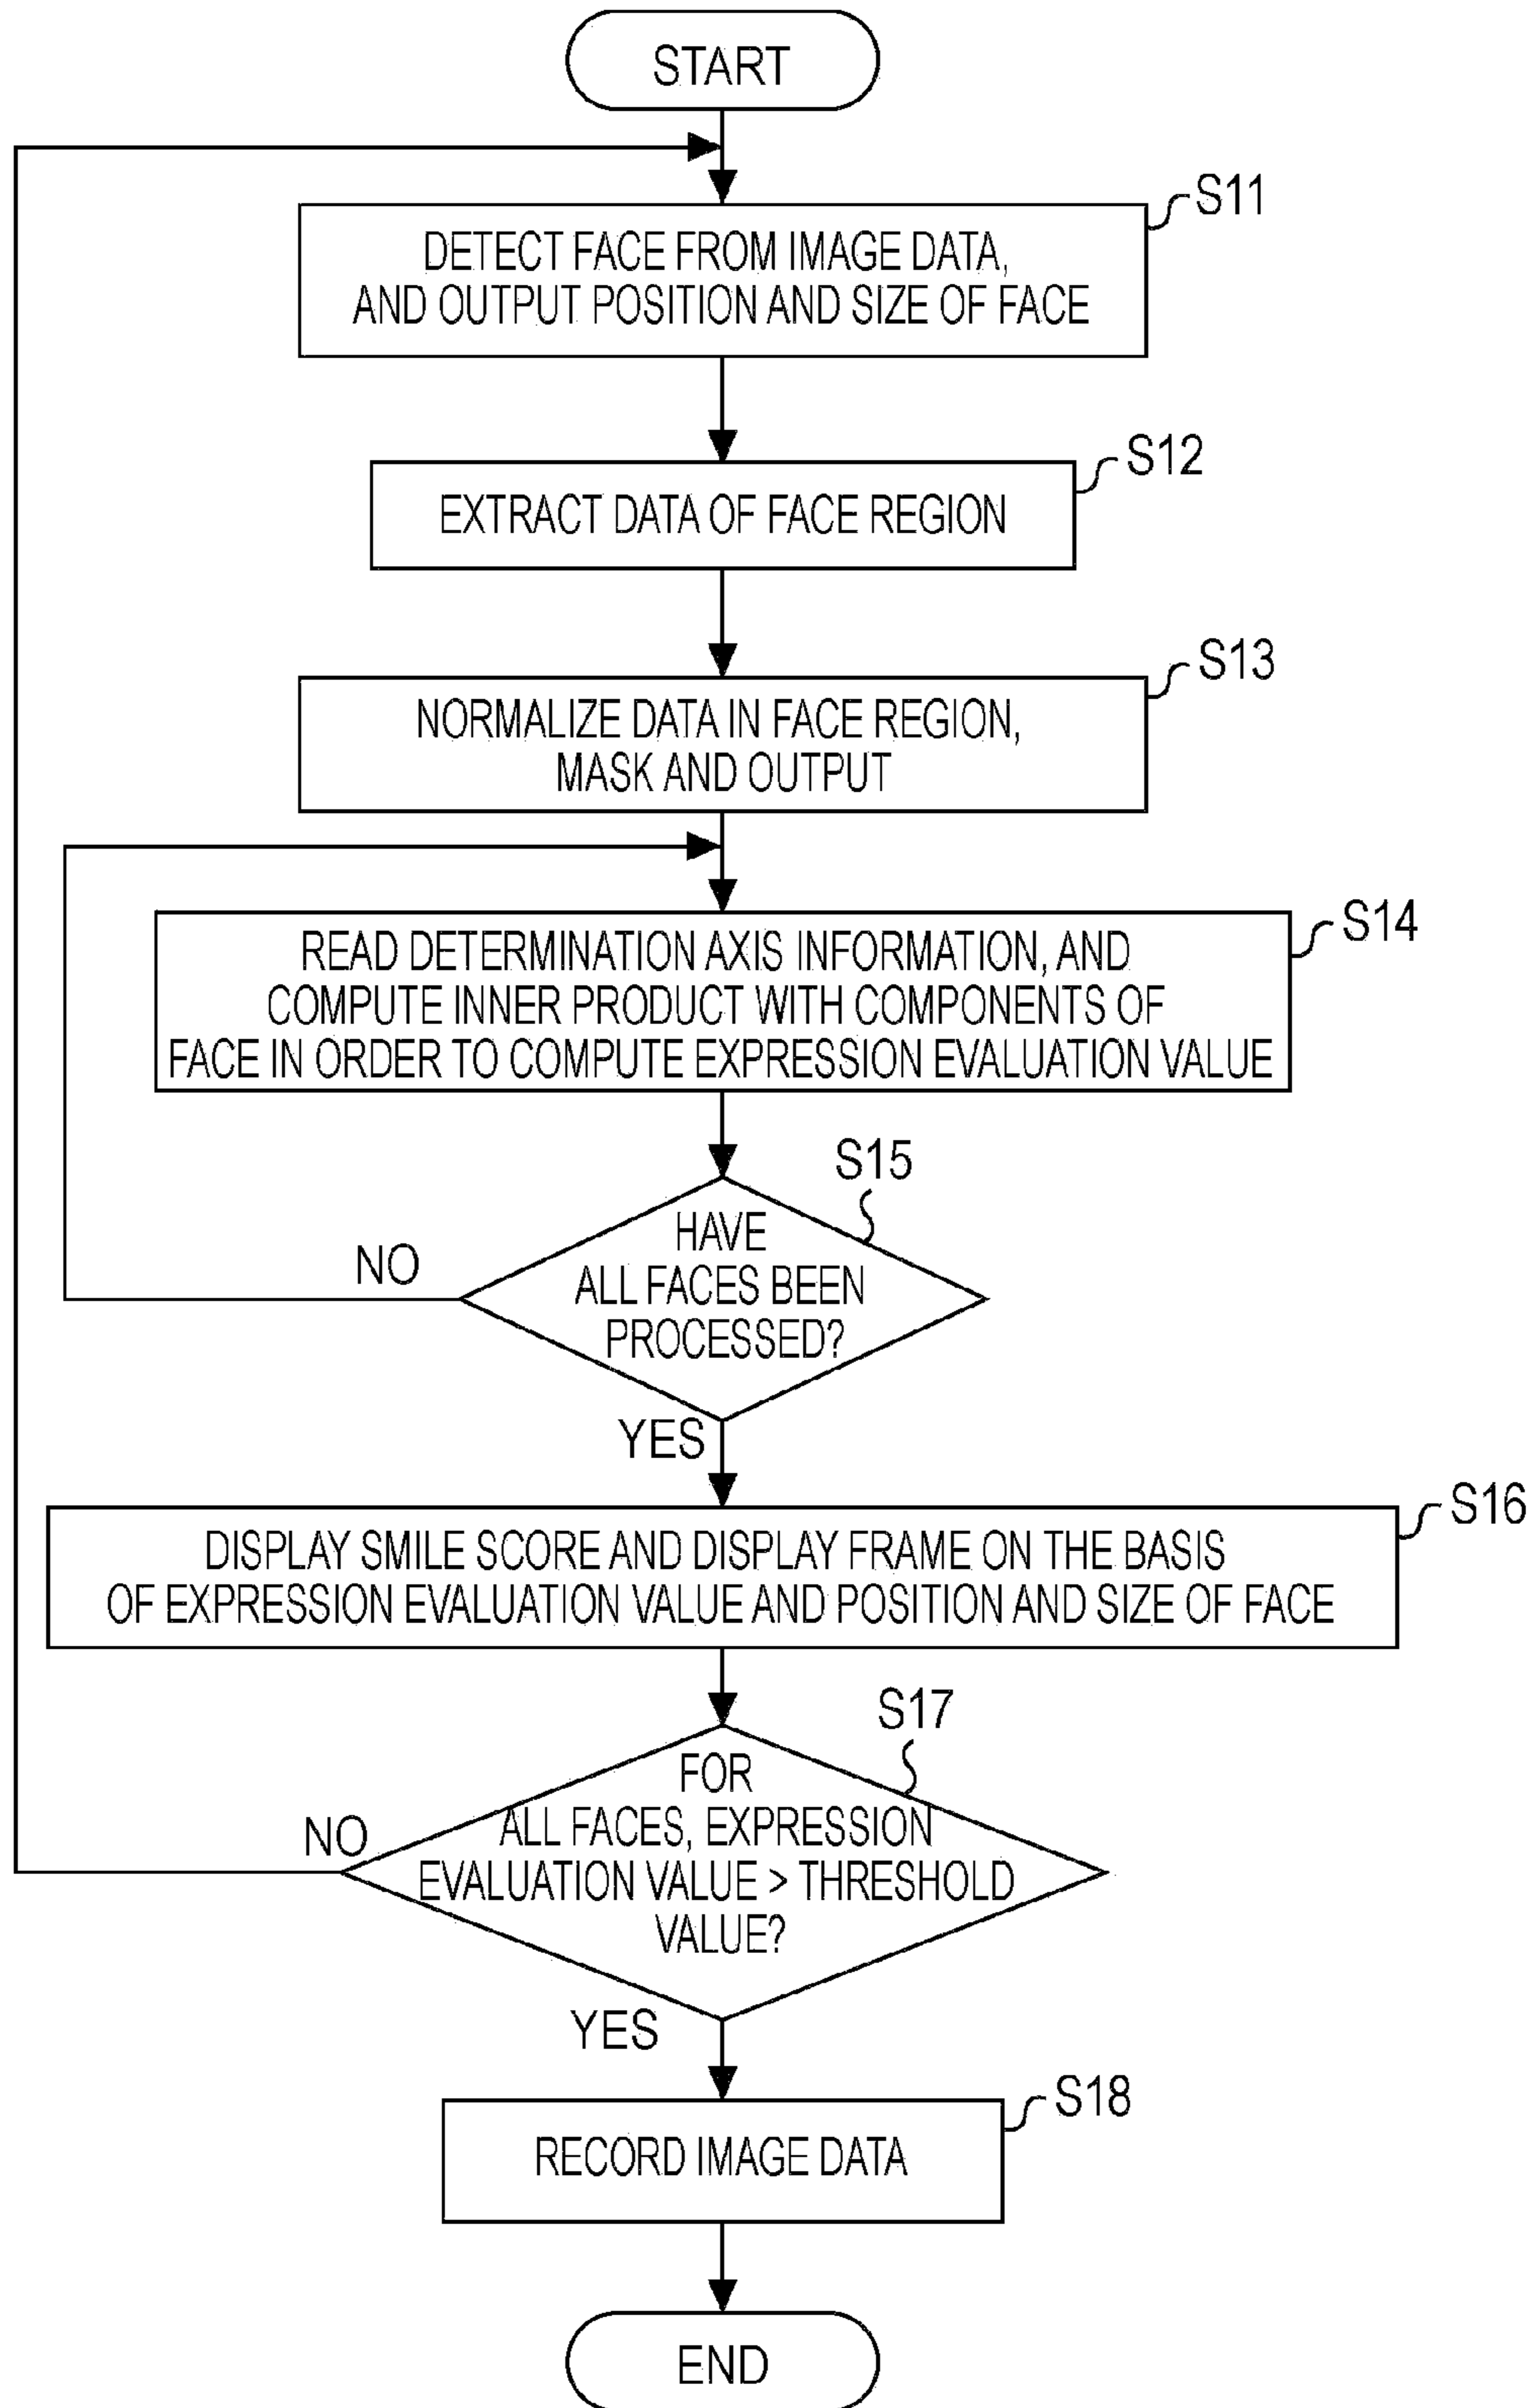 START
S11
DETECT FACE FROM IMAGE DATA,
AND OUTPUT POSITION AND SIZE OF FACE
S12
EXTRACT DATA OF FACE REGION
S13
NORMALIZE DATA IN FACE REGION,
MASK AND OUTPUT
S14
READ DETERMINATION AXIS INFORMATION, AND
COMPUTE INNER PRODUCT WITH COMPONENTS OF
FACE IN ORDER TO COMPUTE EXPRESSION EVALUATION VALUE
S15
HAVE
ALL FACES BEEN
PROCESSED?
NO
YES
S16
DISPLAY SMILE SCORE AND DISPLAY FRAME ON THE BASIS
OF EXPRESSION EVALUATION VALUE AND POSITION AND SIZE OF FACE
S17
FOR
ALL FACES, EXPRESSION
EVALUATION VALUE > THRESHOLD
VALUE?
NO
YES
S18
RECORD IMAGE DATA
END